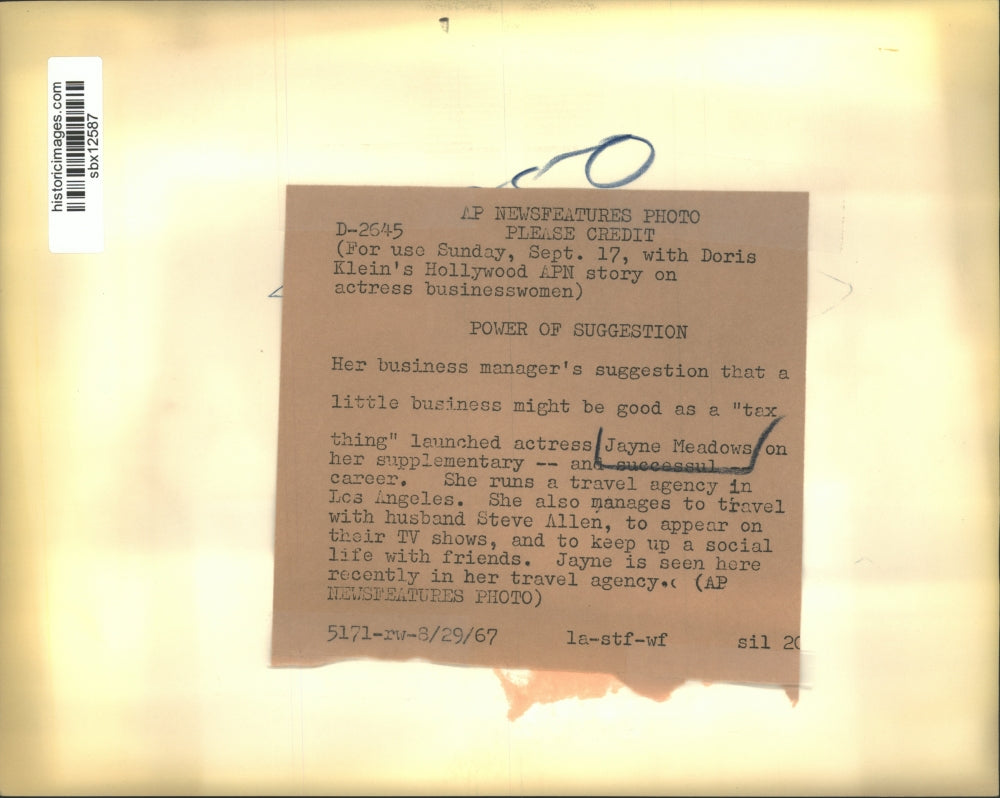 historicimages.com
sbx12587
AP NEWSFEATURES PHOTO
D-2645 PLEASE CREDIT
(For use Sunday, Sept. 17, with Doris
Klein's Hollywood APN story on
actress businesswomen)
POWER OF SUGGESTION
Her business manager's suggestion that a
little business might be good as a "tax
thing" launched actress Jayne Meadows on
her supplementary -- and successul
career. She runs a travel agency in
Los Angeles. She also manages to travel
with husband Steve Allen, to appear on
their TV shows, and to keep up a social
life with friends. Jayne is seen here
recently in her travel agency.( (AP
NEWSFEATURES PHOTO)
5171-rw-8/29/67 la-stf-wf sil 20